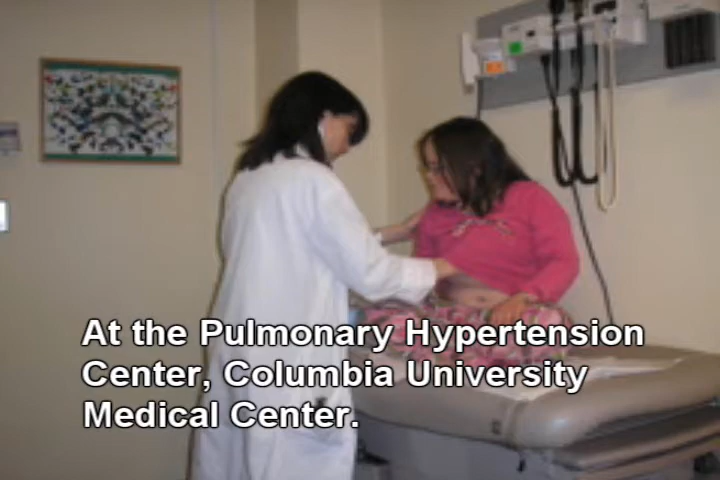 At the Pulmonary Hypertension
Center, Columbia University
Medical Center.